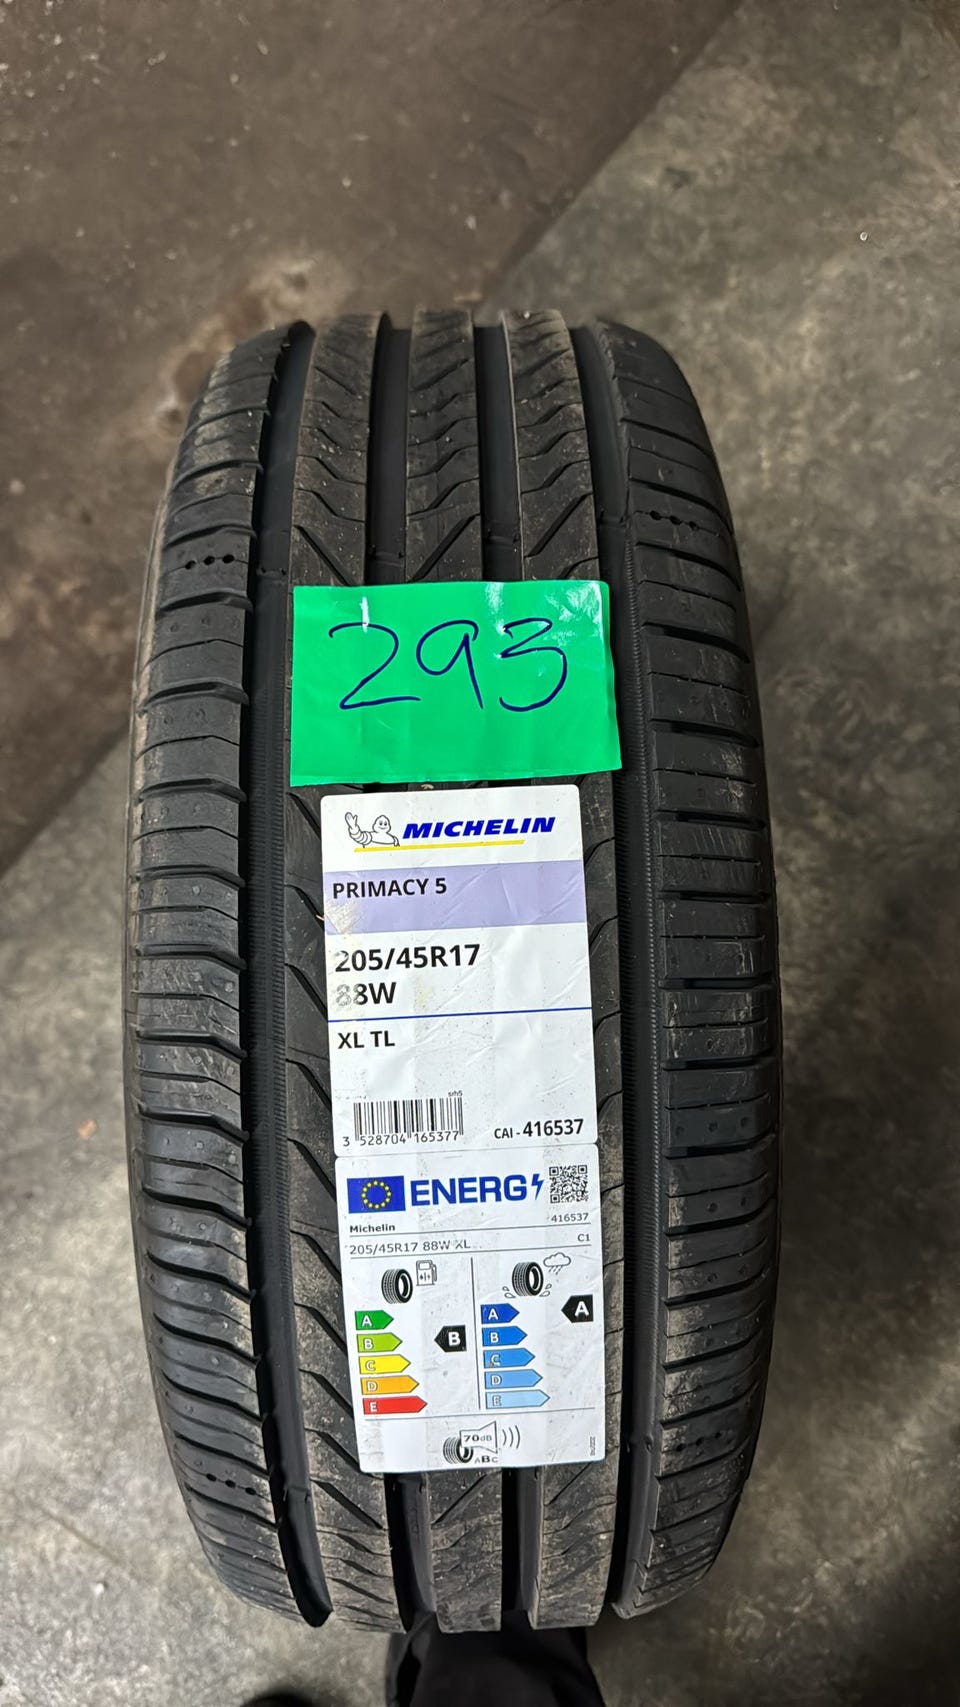 293
MICHELIN
PRIMACY 5
205/45R17
88W
XL TL
3 528704 165377
CAI - 416537
ENERG
Michelin
416537
205/45R17 88W XL
C1
A
B
C
D
E
B
A
B
C
D
E
A
70dB
ABC